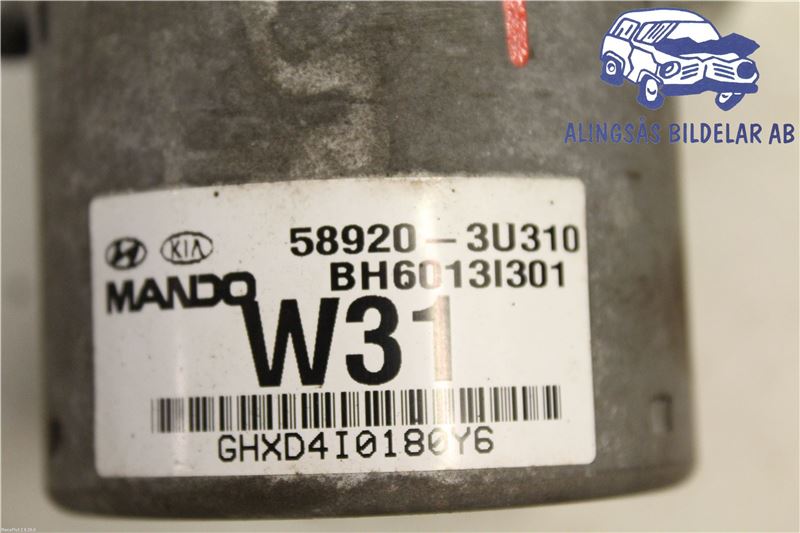 ALINGSÅS BILDELAR AB
KIA 58920-3U310
MANDO BH6013I301
W31
GHXD4I0180Y6